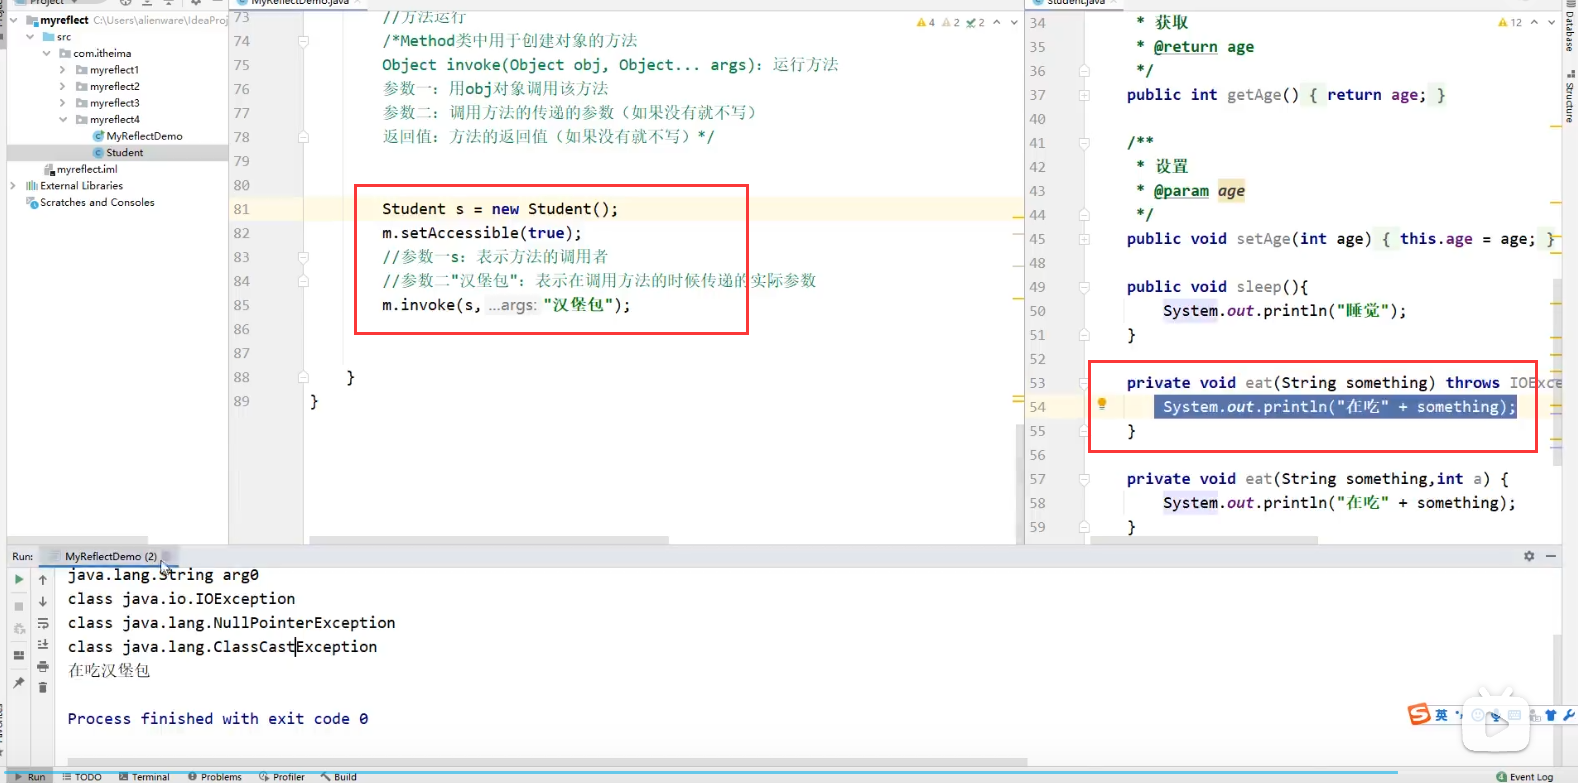 Project
myreflect C:\Users\alienware\IdeaProj
src
com.itheima
myreflect1
myreflect2
myreflect3
myreflect4
MyReflectDemo
Student
myreflect.iml
External Libraries
Scratches and Consoles
MyReflectDemo.java
4 2 2
73 //方法运行
74 /*Method类中用于创建对象的方法
75 Object invoke(Object obj, Object... args): 运行方法
76 参数一: 用obj对象调用该方法
77 参数二: 调用方法的传递的参数（如果没有就不写）
78 返回值: 方法的返回值（如果没有就不写）*/
79
80
81 Student s = new Student();
82 m.setAccessible(true);
83 //参数一s: 表示方法的调用者
84 //参数二"汉堡包": 表示在调用方法的时候传递的实际参数
85 m.invoke(s, ...args: "汉堡包");
86
87
88 }
89 }
Student.java
12
34 * 获取
35 * @return age
36 */
37 public int getAge() { return age; }
40
41 /**
42 * 设置
43 * @param age
44 */
45 public void setAge(int age) { this.age = age; }
48
49 public void sleep(){
50 System.out.println("睡觉");
51 }
52
53 private void eat(String something) throws IOExce
54 System.out.println("在吃" + something);
55 }
56
57 private void eat(String something,int a) {
58 System.out.println("在吃" + something);
59 }
Database
Structure
Run: MyReflectDemo (2)
java.lang.String arg0
class java.io.IOException
class java.lang.NullPointerException
class java.lang.ClassCastException
在吃汉堡包
Process finished with exit code 0
英
Run TODO Terminal Problems Profiler Build
4 Event Log